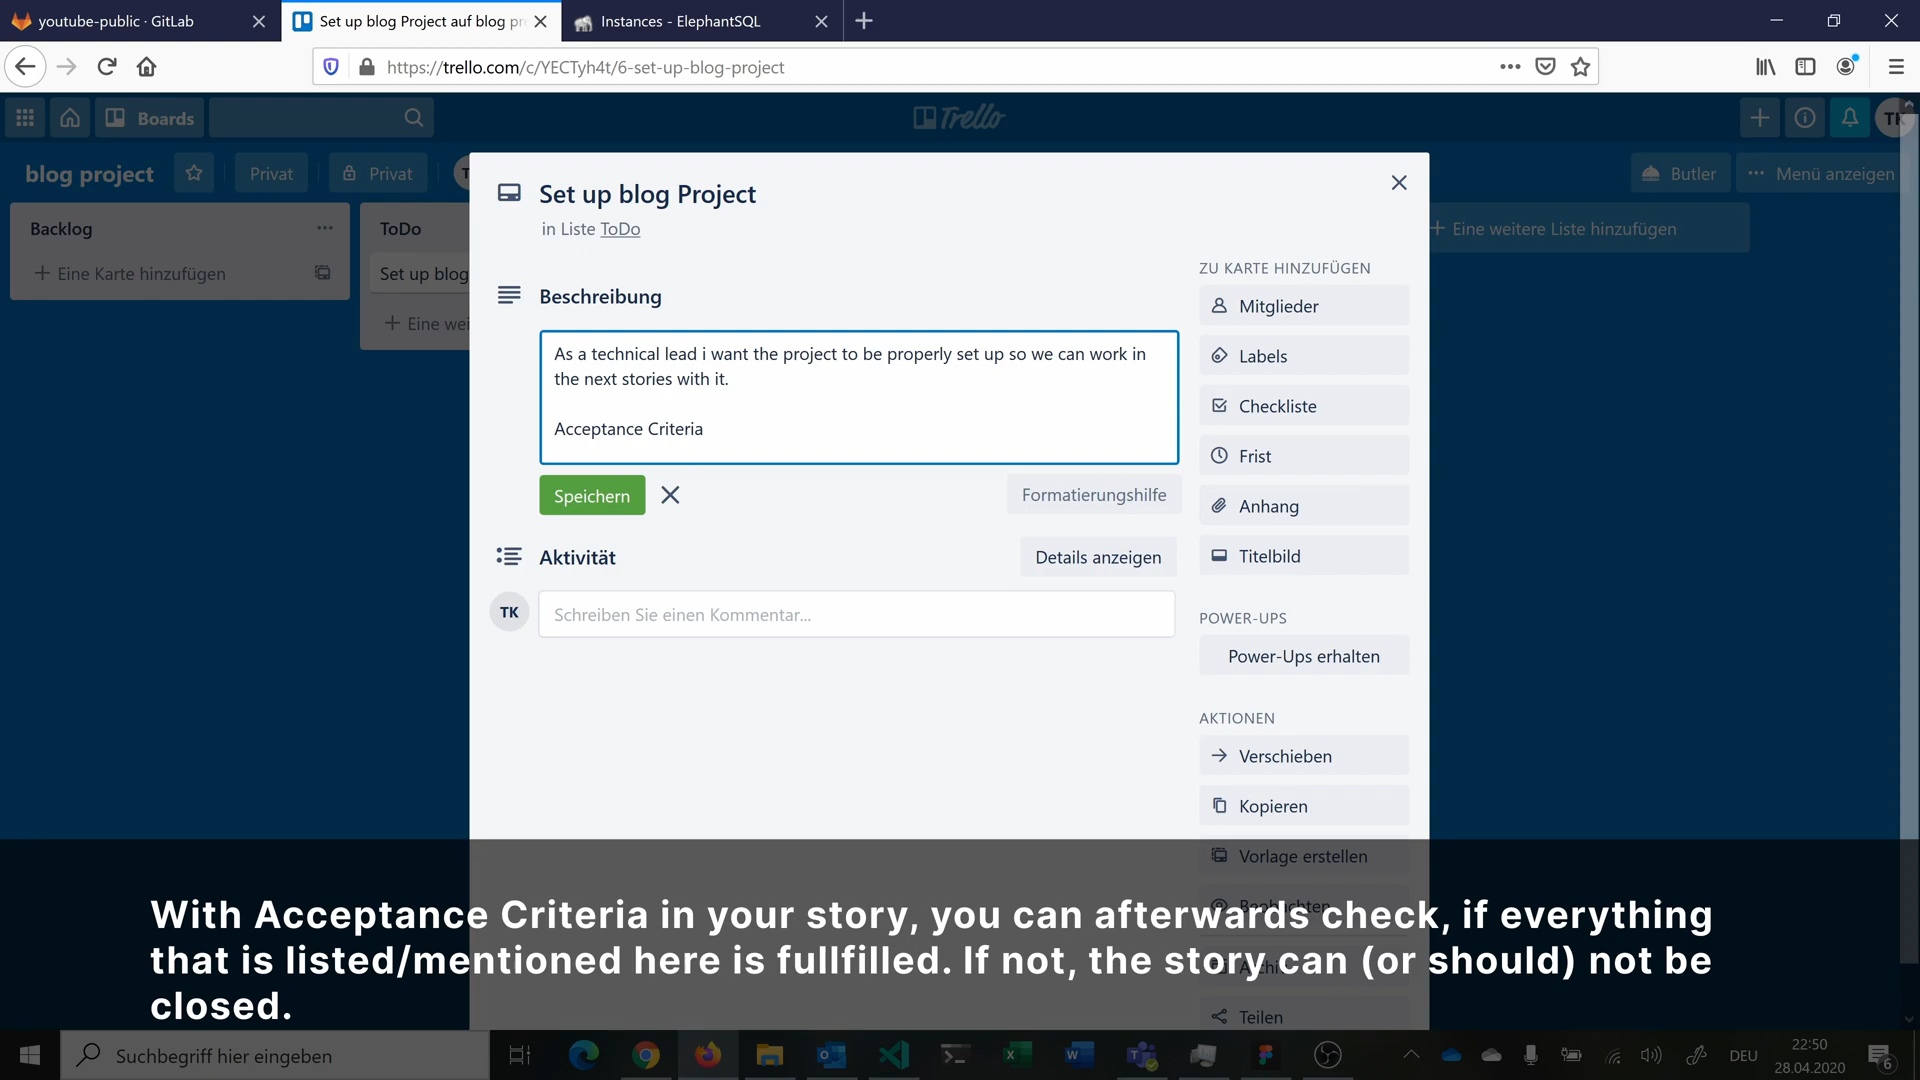 youtube-public · GitLab
Set up blog Project auf blog pr
Instances - ElephantSQL
https://trello.com/c/YECTyh4t/6-set-up-blog-project
Boards
Trello
TK
blog project
Privat
Privat
T
Butler
Menü anzeigen
Backlog
Eine Karte hinzufügen
ToDo
Set up blog
Eine wei
Eine weitere Liste hinzufügen
Set up blog Project
in Liste ToDo
Beschreibung
As a technical lead i want the project to be properly set up so we can work in
the next stories with it.
Acceptance Criteria
Speichern
Formatierungshilfe
Aktivität
Details anzeigen
TK
Schreiben Sie einen Kommentar...
ZU KARTE HINZUFÜGEN
Mitglieder
Labels
Checkliste
Frist
Anhang
Titelbild
POWER-UPS
Power-Ups erhalten
AKTIONEN
Verschieben
Kopieren
Vorlage erstellen
Beobachten
Teilen
With Acceptance Criteria in your story, you can afterwards check, if everything
that is listed/mentioned here is fullfilled. If not, the story can (or should) not be
closed.
Suchbegriff hier eingeben
DEU
22:50
28.04.2020
6